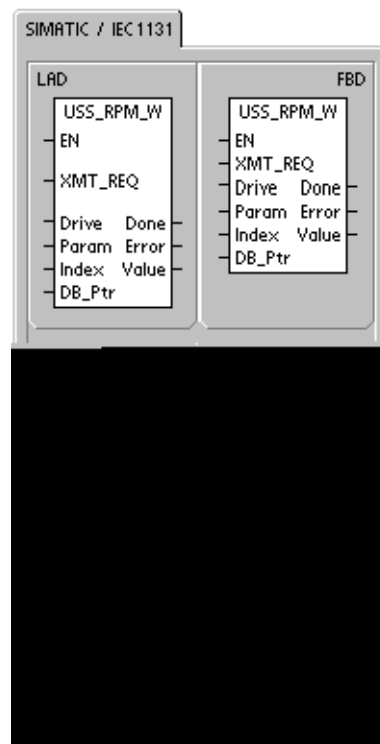 SIMATIC / IEC1131
LAD
USS_RPM_W
EN
XMT_REQ
Drive Done
Param Error
Index Value
DB_Ptr
FBD
USS_RPM_W
EN
XMT_REQ
Drive Done
Param Error
Index Value
DB_Ptr